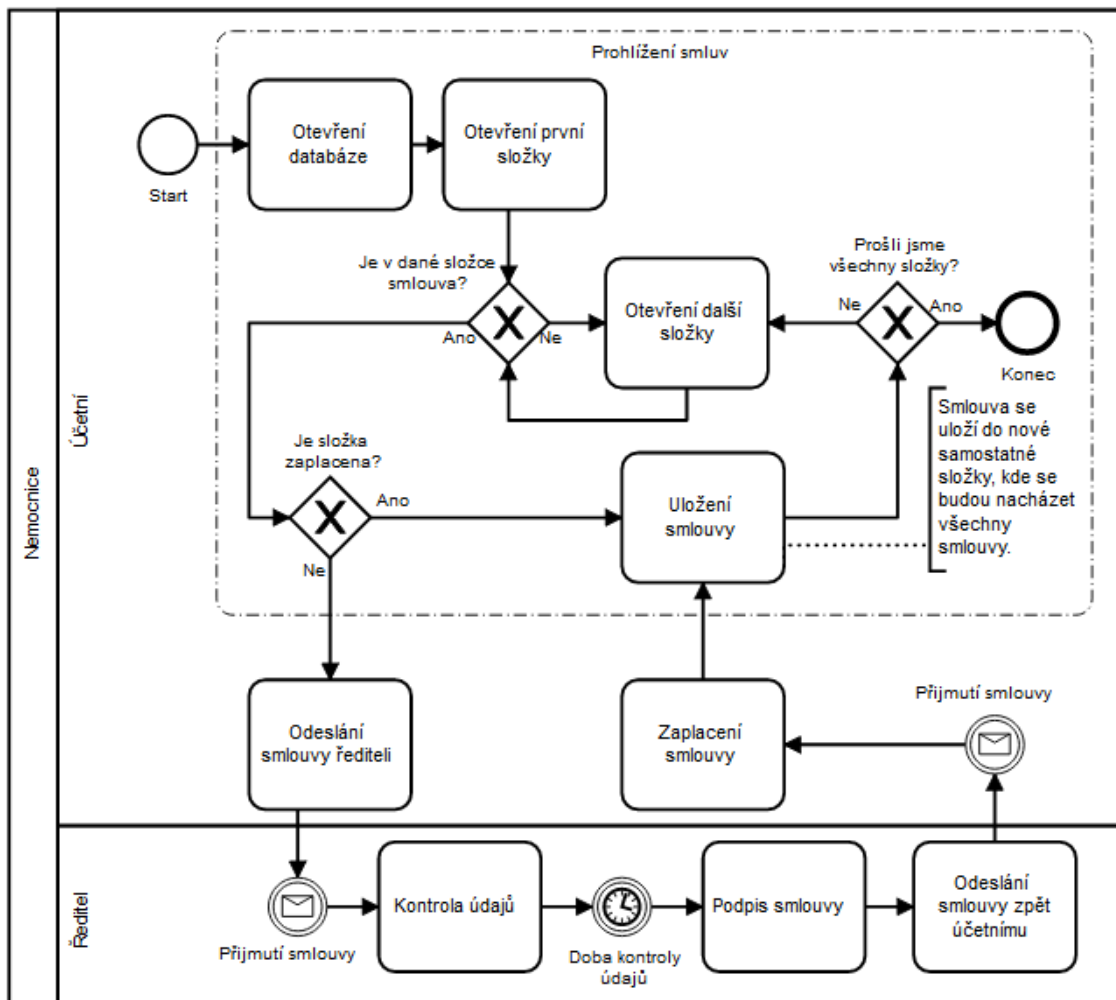 Nemocnice
Účetní
Prohlížení smluv
Start
Otevření
databáze
Otevření první
složky
Je v dané složce
smlouva?
Ano
Ne
Otevření další
složky
Prošli jsme
všechny složky?
Ne
Ano
Konec
Smlouva se
uloží do nové
samostatné
složky, kde se
budou nacházet
všechny
smlouvy.
Je složka
zaplacena?
Ano
Ne
Uložení
smlouvy
Odeslání
smlouvy řediteli
Zaplacení
smlouvy
Přijmutí smlouvy
Ředitel
Přijmutí smlouvy
Kontrola údajů
Doba kontroly
údajů
Podpis smlouvy
Odeslání
smlouvy zpět
účetnímu